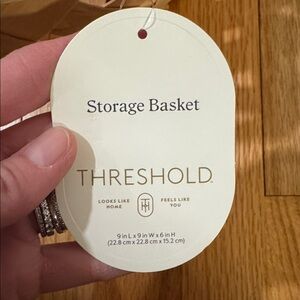 Storage Basket
THRESHOLD™
LOOKS LIKE HOME
FEELS LIKE YOU
9 in L x 9 in W x 6 in H
(22.8 cm x 22.8 cm x 15.2 cm)